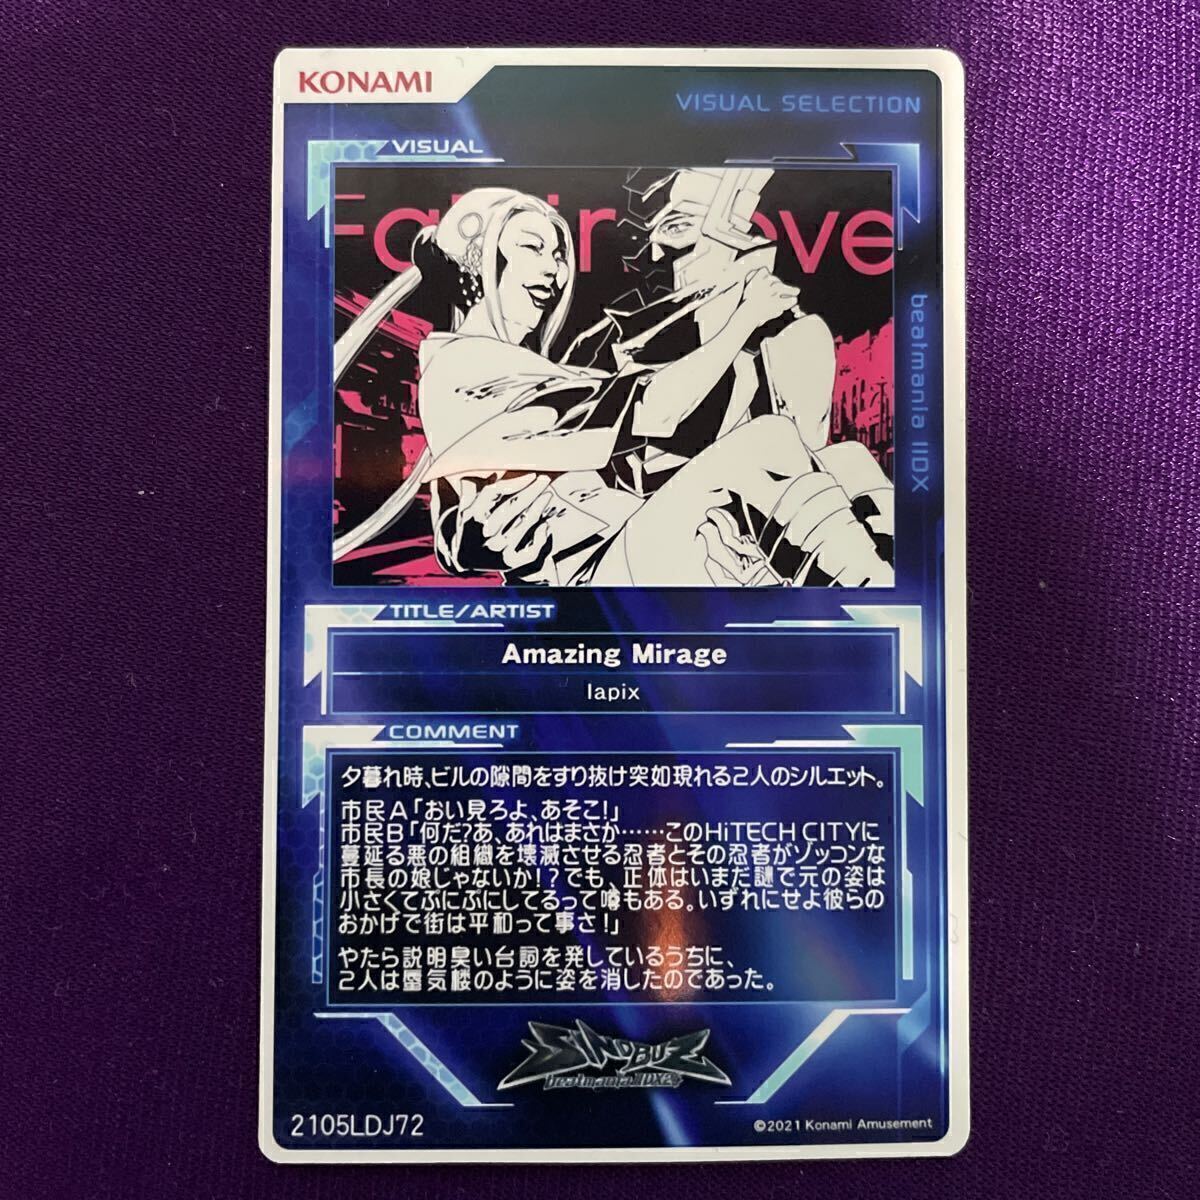 KONAMI
VISUAL SELECTION
VISUAL
beatmania IIDX
TITLE/ARTIST
Amazing Mirage
lapix
COMMENT
夕暮れ時、ビルの隙間をすり抜け突如現れる2人のシルエット。
市民A「おい見ろよ、あそこ!」
市民B「何だ?あ、あれはまさか……このHiTECH CITYに
蔓延る悪の組織を壊滅させる忍者とその忍者がゾッコンな
市長の娘じゃないか!?でも、正体はいまだ謎で元の姿は
小さくてぷにぷにしてるって噂もある。いずれにせよ彼らの
おかげで街は平和って事さ!」
やたら説明臭い台詞を発しているうちに、
2人は蜃気楼のように姿を消したのであった。
SINOBUZ
beatmania IIDX24
2105LDJ72
©2021 Konami Amusement